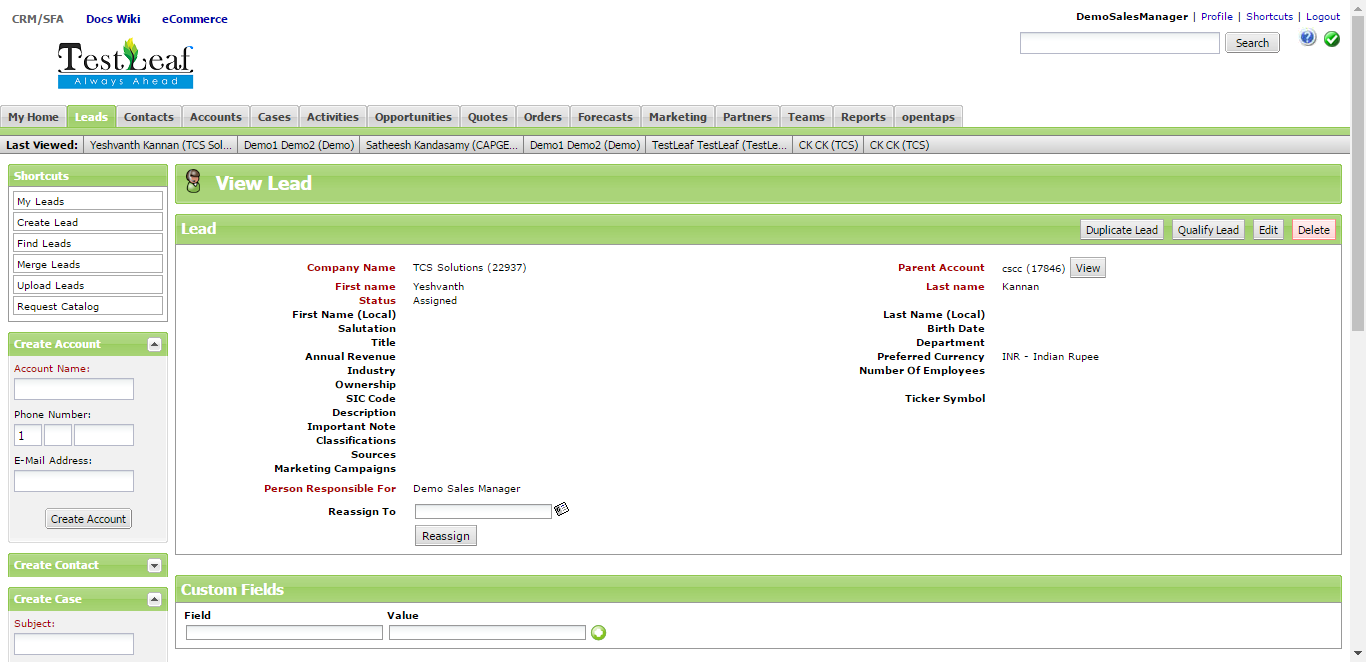 CRM/SFA Docs Wiki eCommerce
DemoSalesManager | Profile | Shortcuts | Logout
TestLeaf
Always Ahead
Search
My Home Leads Contacts Accounts Cases Activities Opportunities Quotes Orders Forecasts Marketing Partners Teams Reports opentaps
Last Viewed: Yeshvanth Kannan (TCS Sol... Demo1 Demo2 (Demo) Satheesh Kandasamy (CAPGE... Demo1 Demo2 (Demo) TestLeaf TestLeaf (TestLe... CK CK (TCS) CK CK (TCS)
Shortcuts
My Leads
Create Lead
Find Leads
Merge Leads
Upload Leads
Request Catalog
Create Account
Account Name:
Phone Number:
1
E-Mail Address:
Create Account
Create Contact
Create Case
Subject:
View Lead
Lead Duplicate Lead Qualify Lead Edit Delete
Company Name TCS Solutions (22937) Parent Account cscc (17846) View
First name Yeshvanth Last name Kannan
Status Assigned
First Name (Local) Last Name (Local)
Salutation Birth Date
Title Department
Annual Revenue Preferred Currency INR - Indian Rupee
Industry Number Of Employees
Ownership
SIC Code Ticker Symbol
Description
Important Note
Classifications
Sources
Marketing Campaigns
Person Responsible For Demo Sales Manager
Reassign To
Reassign
Custom Fields
Field Value